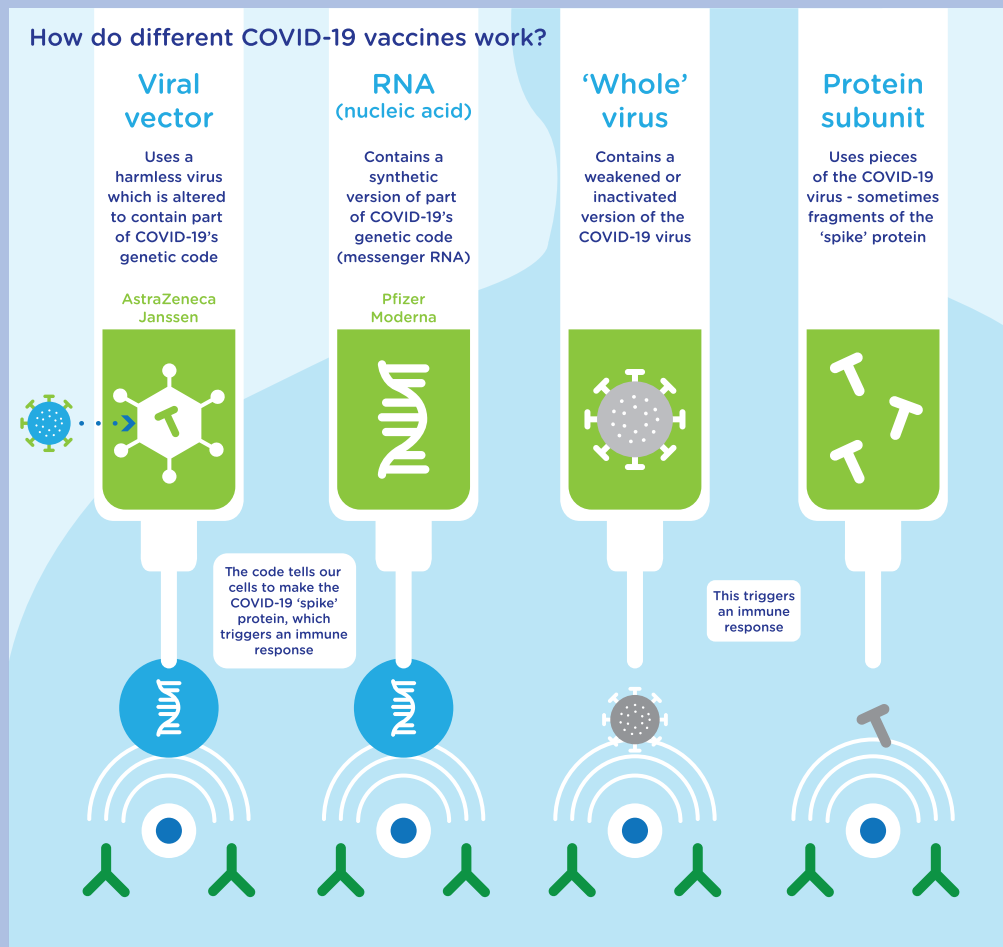 How do different COVID-19 vaccines work?
Viral
vector
Uses a
harmless virus
which is altered
to contain part
of COVID-19's
genetic code
AstraZeneca
Janssen
RNA
(nucleic acid)
Contains a
synthetic
version of part
of COVID-19's
genetic code
(messenger RNA)
Pfizer
Moderna
‘Whole’
virus
Contains a
weakened or
inactivated
version of the
COVID-19 virus
Protein
subunit
Uses pieces
of the COVID-19
virus - sometimes
fragments of the
‘spike’ protein
The code tells our
cells to make the
COVID-19 ‘spike’
protein, which
triggers an immune
response
This triggers
an immune
response